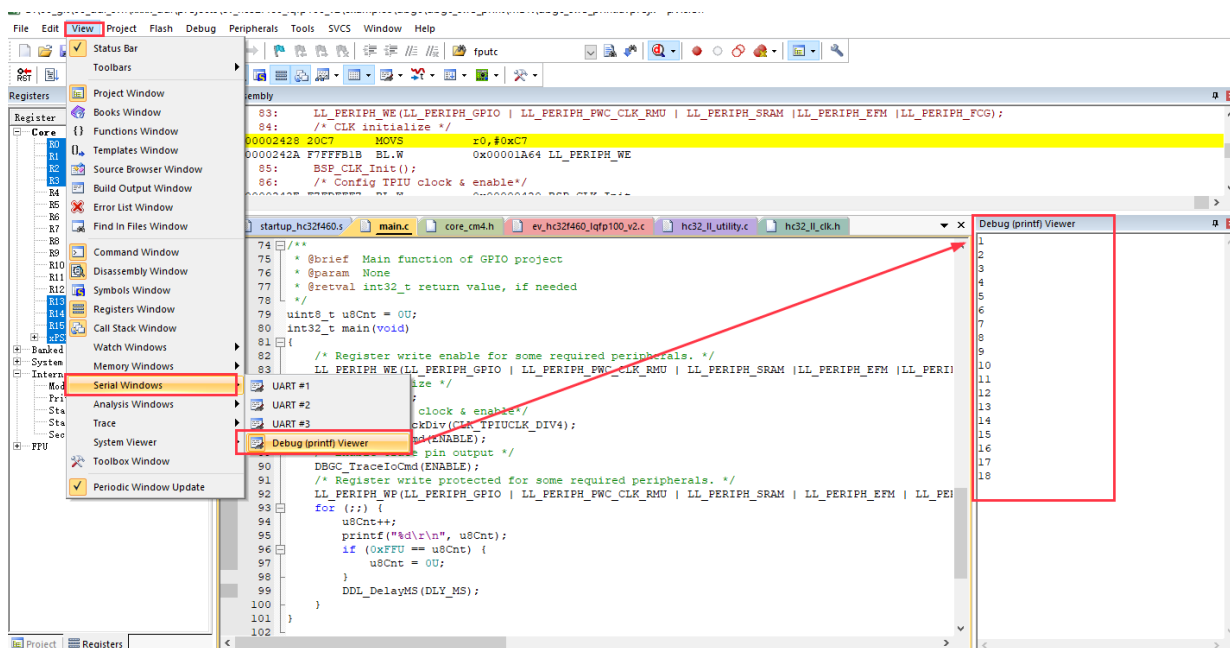 File Edit View Project Flash Debug Peripherals Tools SVCS Window Help
fputc
RST
Status Bar
Toolbars
Project Window
Books Window
Functions Window
Templates Window
Source Browser Window
Build Output Window
Error List Window
Find In Files Window
Command Window
Disassembly Window
Symbols Window
Registers Window
Call Stack Window
Watch Windows
Memory Windows
Serial Windows
Analysis Windows
Trace
System Viewer
Toolbox Window
Periodic Window Update
UART #1
UART #2
UART #3
Debug (printf) Viewer
Registers
Register
Core
R0
R1
R2
R3
R4
R5
R6
R7
R8
R9
R10
R11
R12
R13
R14
R15
Banked
System
Intern
FPU
Project Registers
83: LL_PERIPH_WE(LL_PERIPH_GPIO | LL_PERIPH_PWC_CLK_RMU | LL_PERIPH_SRAM |LL_PERIPH_EFM |LL_PERIPH_FCG);
84: /* CLK initialize */
00002428 20C7 MOVS r0,#0xC7
000242A F7FFFB1B BL.W 0x00001A64 LL_PERIPH_WE
85: BSP_CLK_Init();
86: /* Config TPIU clock & enable*/
startup_hc32f460.s main.c core_cm4.h ev_hc32f460_lqfp100_v2.c hc32_ll_utility.c hc32_ll_clk.h
74 /**
75 * @brief Main function of GPIO project
76 * @param None
77 * @retval int32_t return value, if needed
78 */
79 uint8_t u8Cnt = 0U;
80 int32_t main(void)
81 {
82 /* Register write enable for some required peripherals. */
83 LL_PERIPH_WE(LL_PERIPH_GPIO | LL_PERIPH_PWC_CLK_RMU | LL_PERIPH_SRAM |LL_PERIPH_EFM |LL_PERI
ize */
;
clock & enable*/
ckDiv(CLK_TPIUCLK_DIV4);
md(ENABLE);
pin output */
90 DBGC_TraceIoCmd(ENABLE);
91 /* Register write protected for some required peripherals. */
92 LL_PERIPH_WP(LL_PERIPH_GPIO | LL_PERIPH_PWC_CLK_RMU | LL_PERIPH_SRAM | LL_PERIPH_EFM | LL_PE
93 for (;;) {
94 u8Cnt++;
95 printf("%d\r\n", u8Cnt);
96 if (0xFFU == u8Cnt) {
97 u8Cnt = 0U;
98 }
99 DDL_DelayMS(DLY_MS);
100 }
101 }
102
Debug (printf) Viewer
1
2
3
4
5
6
7
8
9
10
11
12
13
14
15
16
17
18